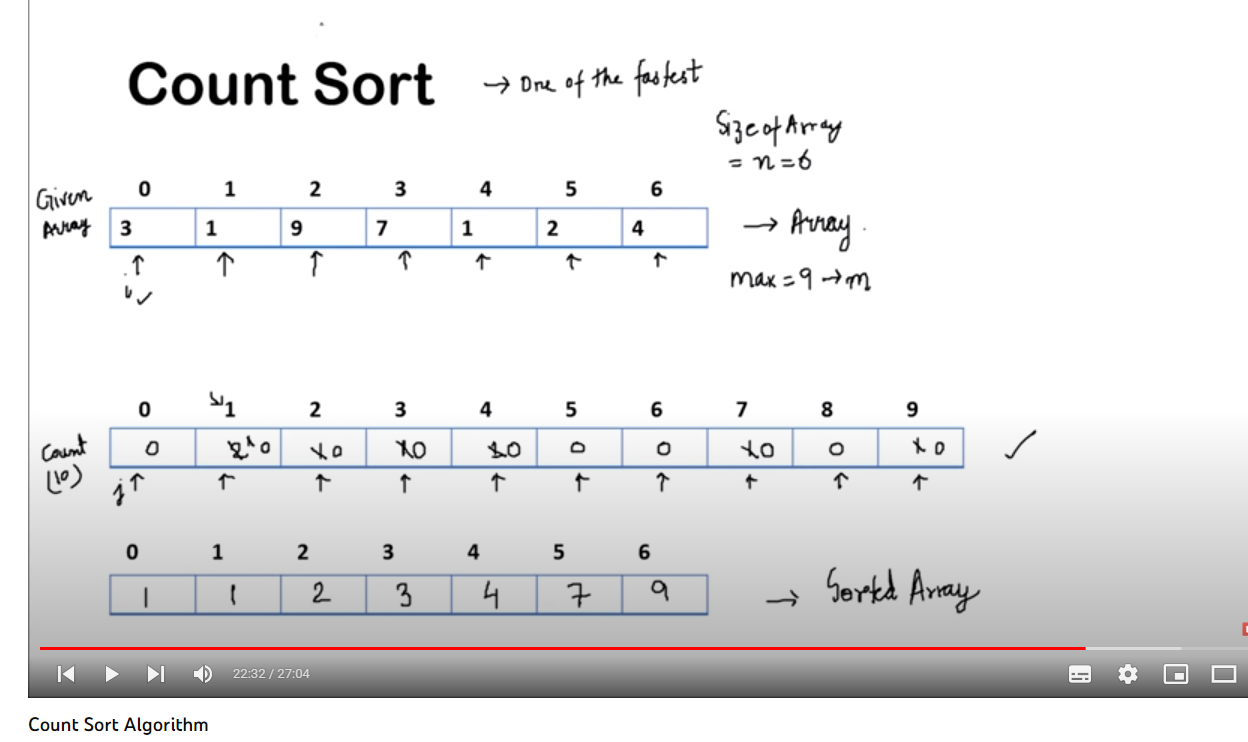 Count Sort → One of the fastest
Size of Array
= n = 6
0 1 2 3 4 5 6
Given Array 3 1 9 7 1 2 4 → Array.
max = 9 → m
0 1 2 3 4 5 6 7 8 9
Count (10) 0 2 1 0 1 0 1 0 1 0 0 0 1 0 0 1 0
j
0 1 2 3 4 5 6
1 1 2 3 4 7 9 → Sorted Array
22:32 / 27:04
Count Sort Algorithm